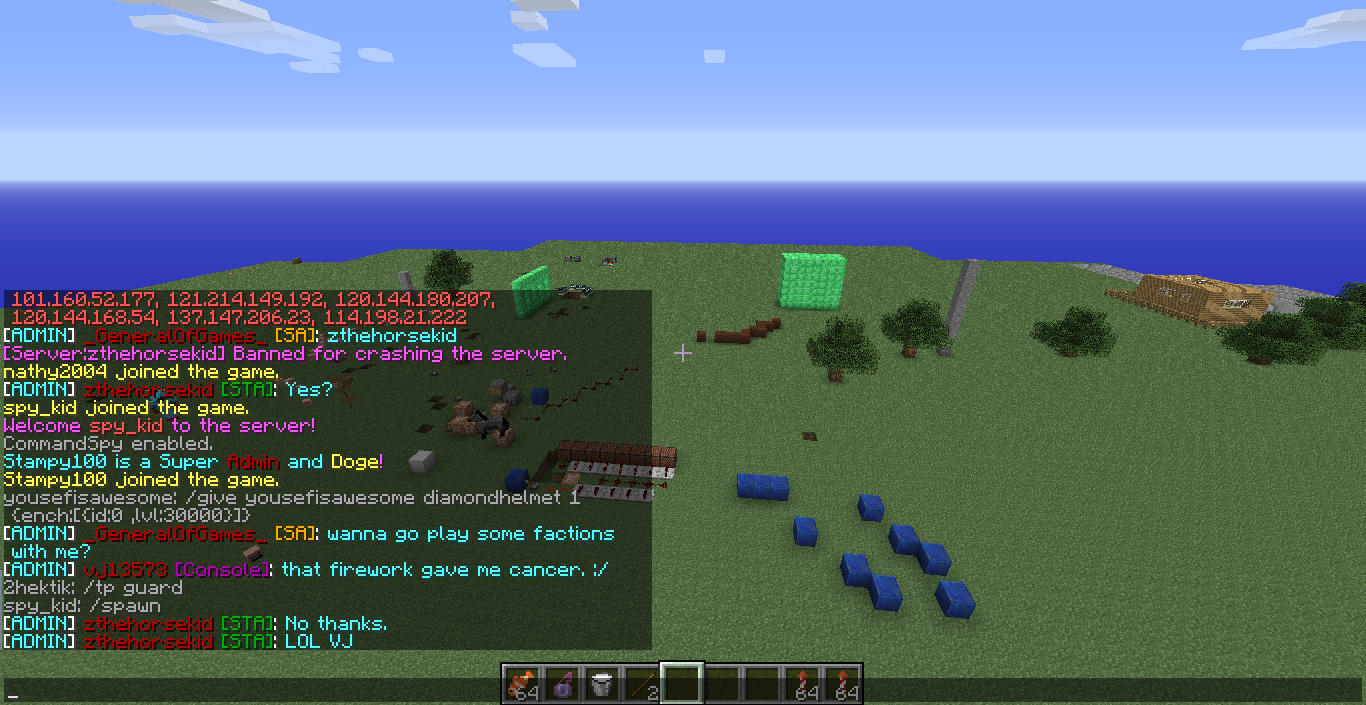 101.160.52.177, 121.214.149.192, 120.144.180.207,
120.144.168.54, 137.147.206.23, 114.198.21.222
[ADMIN] _GeneralOfGames_ [SA]: zthehorsekid
[Server:zthehorsekid] Banned for crashing the server.
nathy2004 joined the game.
[ADMIN] zthehorsekid [STA]: Yes?
spy_kid joined the game.
Welcome spy_kid to the server!
CommandSpy enabled.
Stampy100 is a Super Admin and Doge!
Stampy100 joined the game.
yousefisawesome: /give yousefisawesome diamondhelmet 1
{ench:[{id:0 ,lvl:30000}]}
[ADMIN] _GeneralOfGames_ [SA]: wanna go play some factions
with me?
[ADMIN] vj13573 [Console]: that firework gave me cancer. :/
2hektik: /tp guard
spy_kid: /spawn
[ADMIN] zthehorsekid [STA]: No thanks.
[ADMIN] zthehorsekid [STA]: LOL VJ
64 2 64 64
_